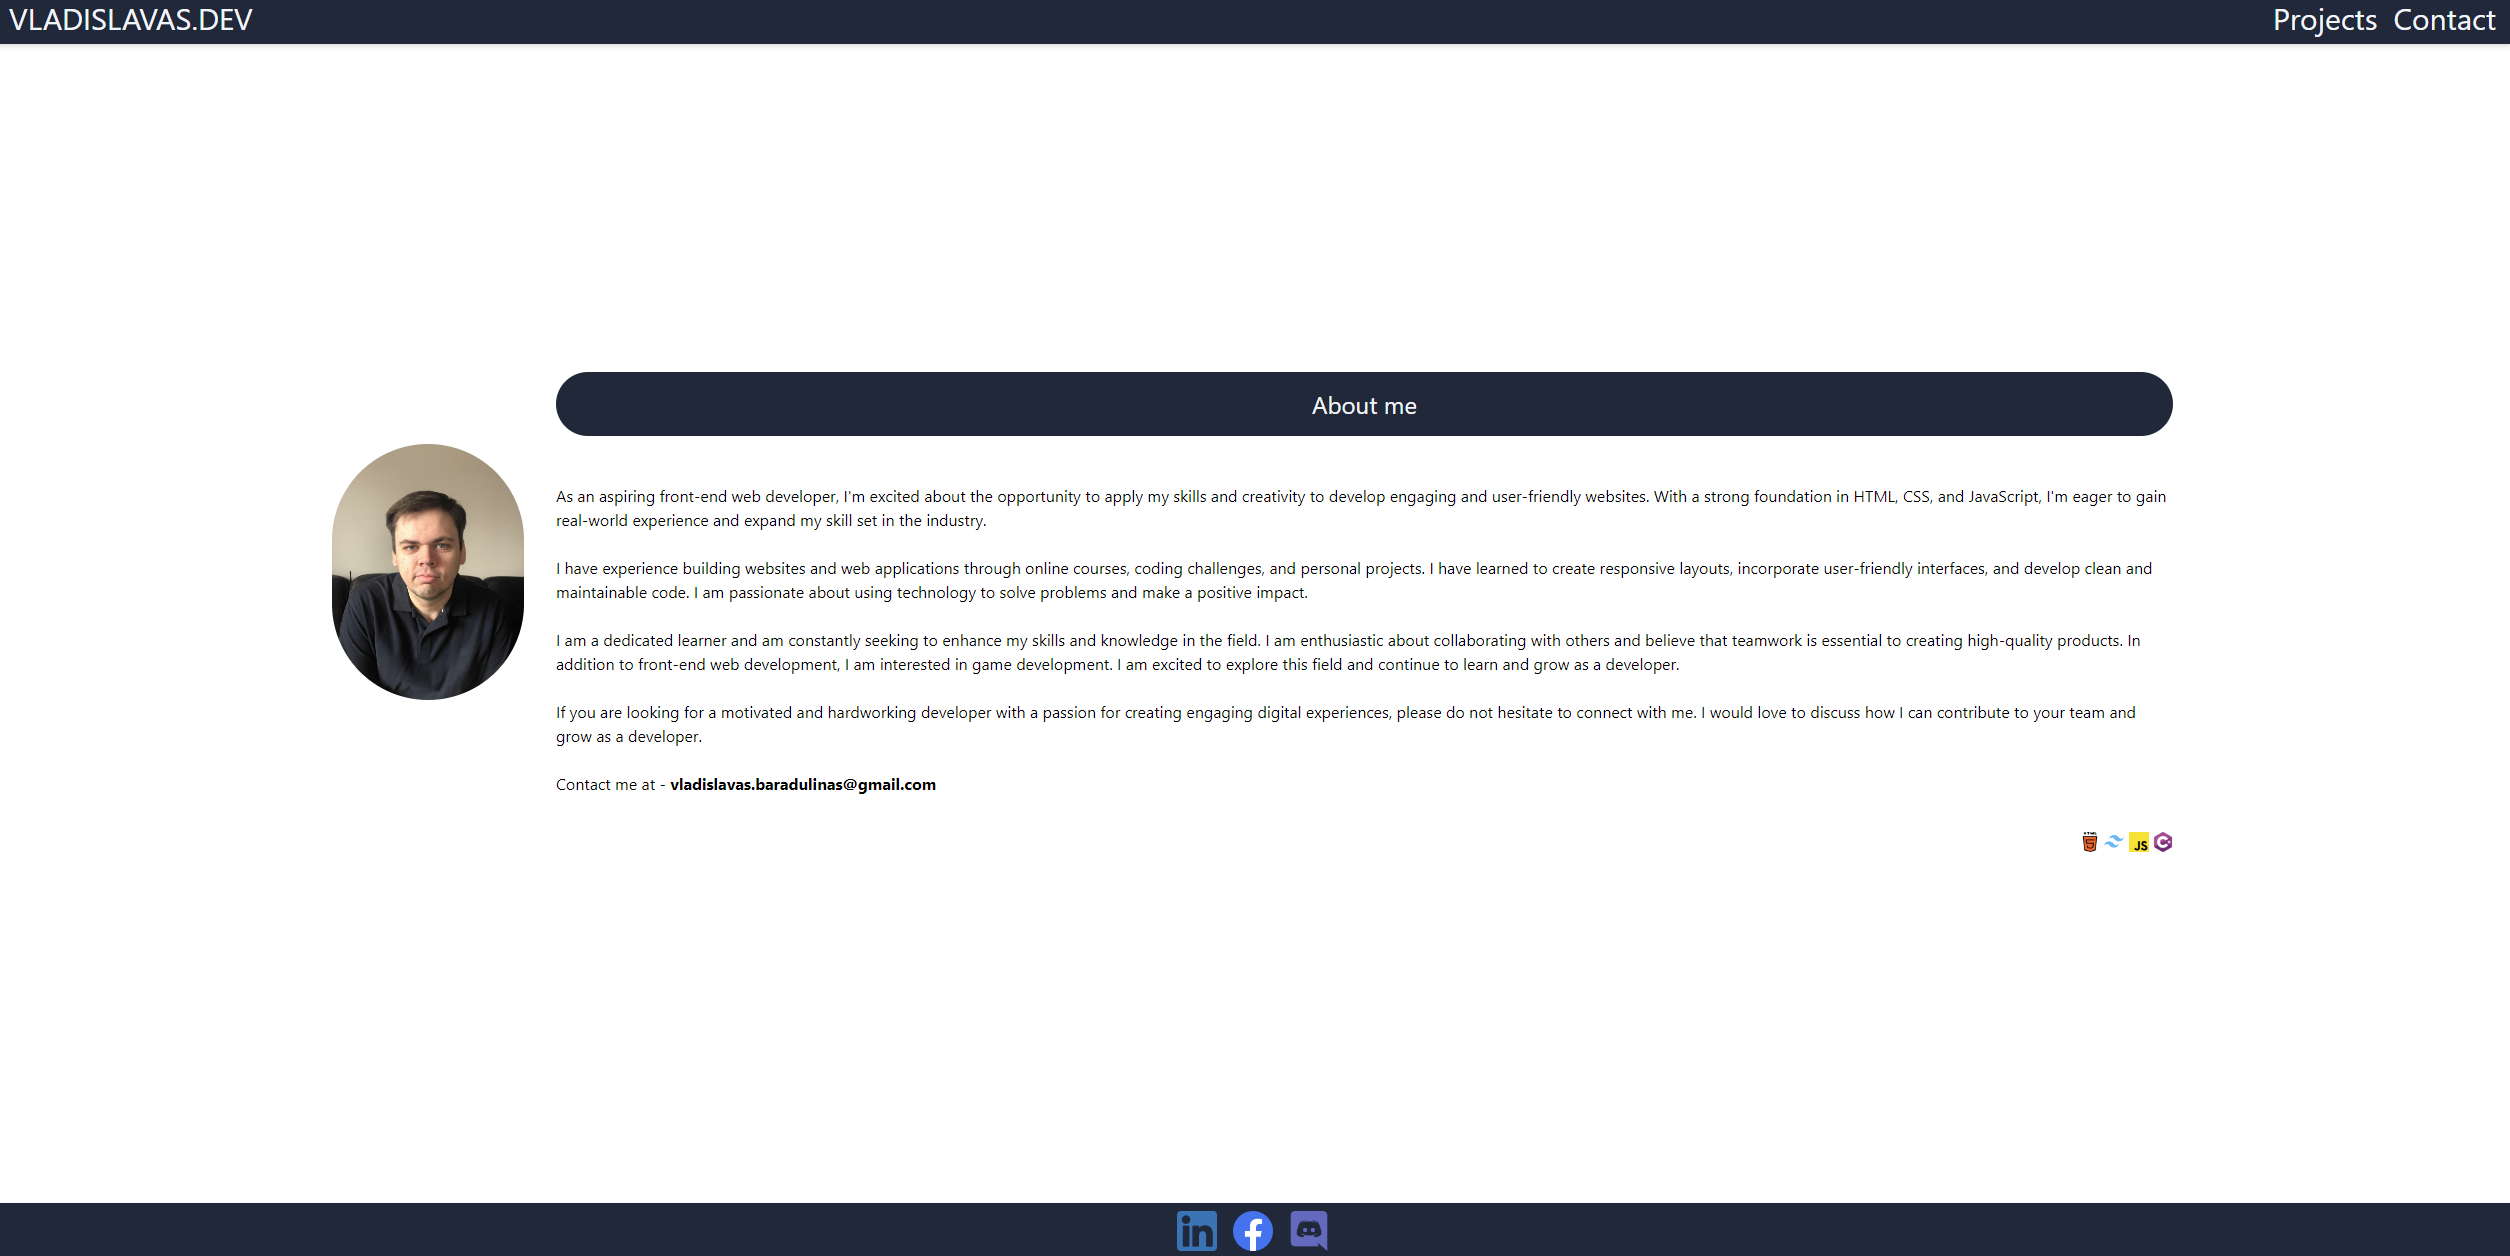 VLADISLAVAS.DEV
Projects Contact
About me
As an aspiring front-end web developer, I'm excited about the opportunity to apply my skills and creativity to develop engaging and user-friendly websites. With a strong foundation in HTML, CSS, and JavaScript, I'm eager to gain
real-world experience and expand my skill set in the industry.
I have experience building websites and web applications through online courses, coding challenges, and personal projects. I have learned to create responsive layouts, incorporate user-friendly interfaces, and develop clean and
maintainable code. I am passionate about using technology to solve problems and make a positive impact.
I am a dedicated learner and am constantly seeking to enhance my skills and knowledge in the field. I am enthusiastic about collaborating with others and believe that teamwork is essential to creating high-quality products. In
addition to front-end web development, I am interested in game development. I am excited to explore this field and continue to learn and grow as a developer.
If you are looking for a motivated and hardworking developer with a passion for creating engaging digital experiences, please do not hesitate to connect with me. I would love to discuss how I can contribute to your team and
grow as a developer.
Contact me at - vladislavas.baradulinas@gmail.com
HTML 5 JS C
in f